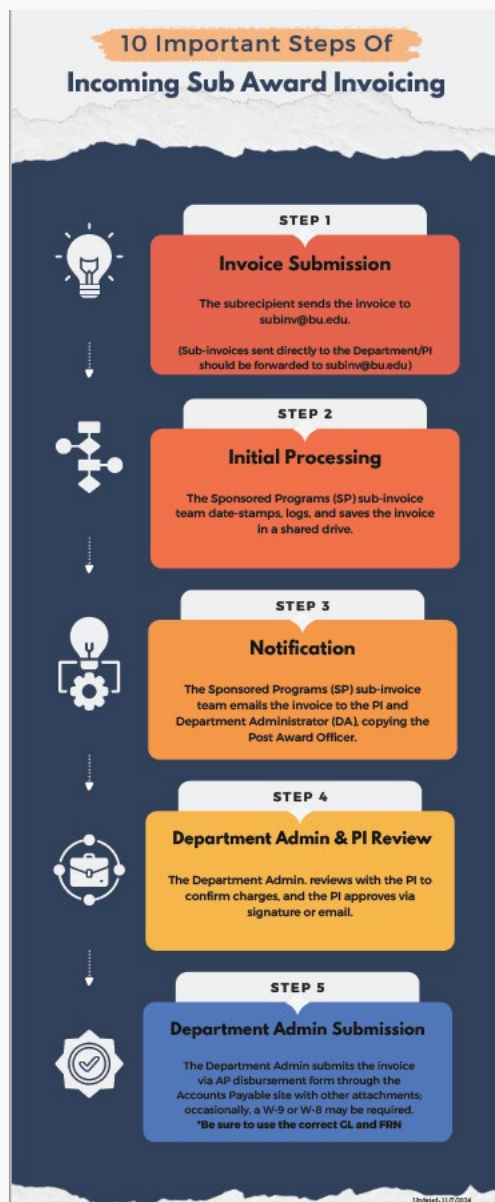 10 Important Steps Of
Incoming Sub Award Invoicing
STEP 1
Invoice Submission
The subrecipient sends the invoice to
subinv@bu.edu.
(Sub-invoices sent directly to the Department/PI
should be forwarded to subinv@bu.edu)
STEP 2
Initial Processing
The Sponsored Programs (SP) sub-invoice
team date-stamps, logs, and saves the invoice
in a shared drive.
STEP 3
Notification
The Sponsored Programs (SP) sub-invoice
team emails the invoice to the PI and
Department Administrator (DA), copying the
Post Award Officer.
STEP 4
Department Admin & PI Review
The Department Admin. reviews with the PI to
confirm charges, and the PI approves via
signature or email.
STEP 5
Department Admin Submission
The Department Admin submits the invoice
via AP disbursement form through the
Accounts Payable site with other attachments;
occasionally, a W-9 or W-8 may be required.
*Be sure to use the correct GL and FRN
Updated: 11/7/2024